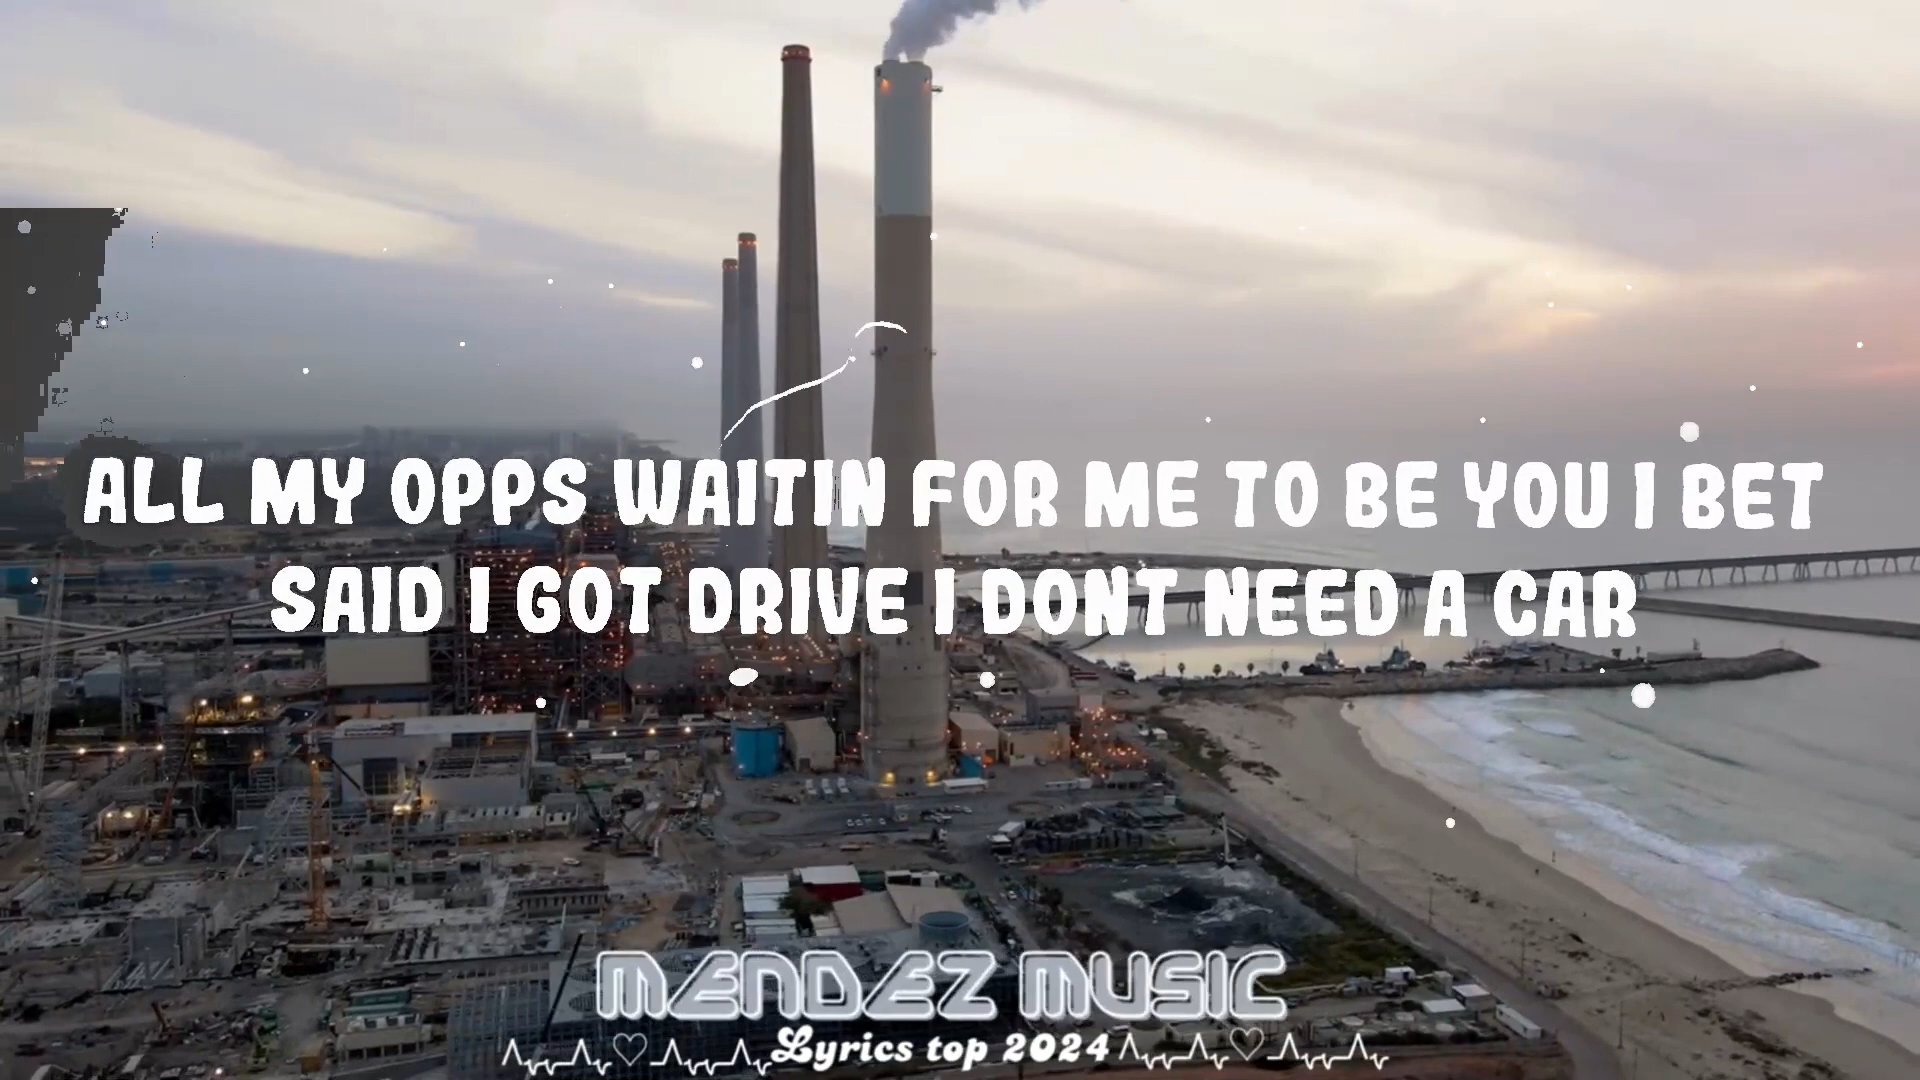 ALL MY OPPS WAITIN FOR ME TO BE YOU I BET
SAID I GOT DRIVE I DONT NEED A CAR
MENDEZ MUSIC
Lyrics top 2024